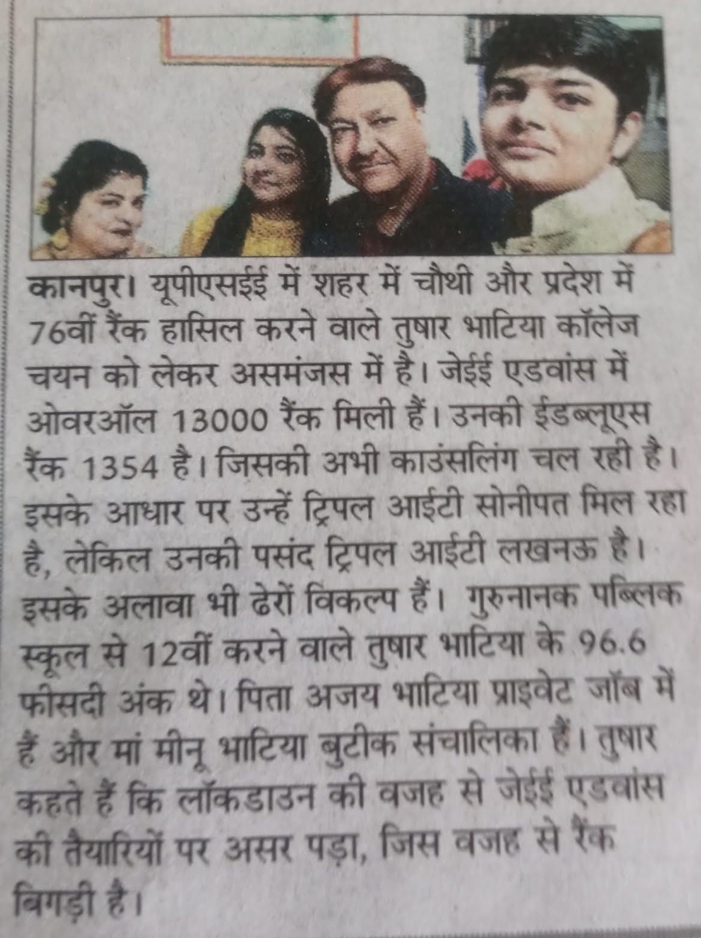 कानपुर। यूपीएसईई में शहर में चौथी और प्रदेश में
76वीं रैंक हासिल करने वाले तुषार भाटिया कॉलेज
चयन को लेकर असमंजस में है। जेईई एडवांस में
ओवरऑल 13000 रैंक मिली हैं। उनकी ईडब्लूएस
रैंक 1354 है। जिसकी अभी काउंसलिंग चल रही है।
इसके आधार पर उन्हें ट्रिपल आईटी सोनीपत मिल रहा
है, लेकिल उनकी पसंद ट्रिपल आईटी लखनऊ है।
इसके अलावा भी ढेरों विकल्प हैं। गुरुनानक पब्लिक
स्कूल से 12वीं करने वाले तुषार भाटिया के 96.6
फीसदी अंक थे। पिता अजय भाटिया प्राइवेट जॉब में
हैं और मां मीनू भाटिया बुटीक संचालिका हैं। तुषार
कहते हैं कि लॉकडाउन की वजह से जेईई एडवांस
की तैयारियों पर असर पड़ा, जिस वजह से रैंक
बिगड़ी है।